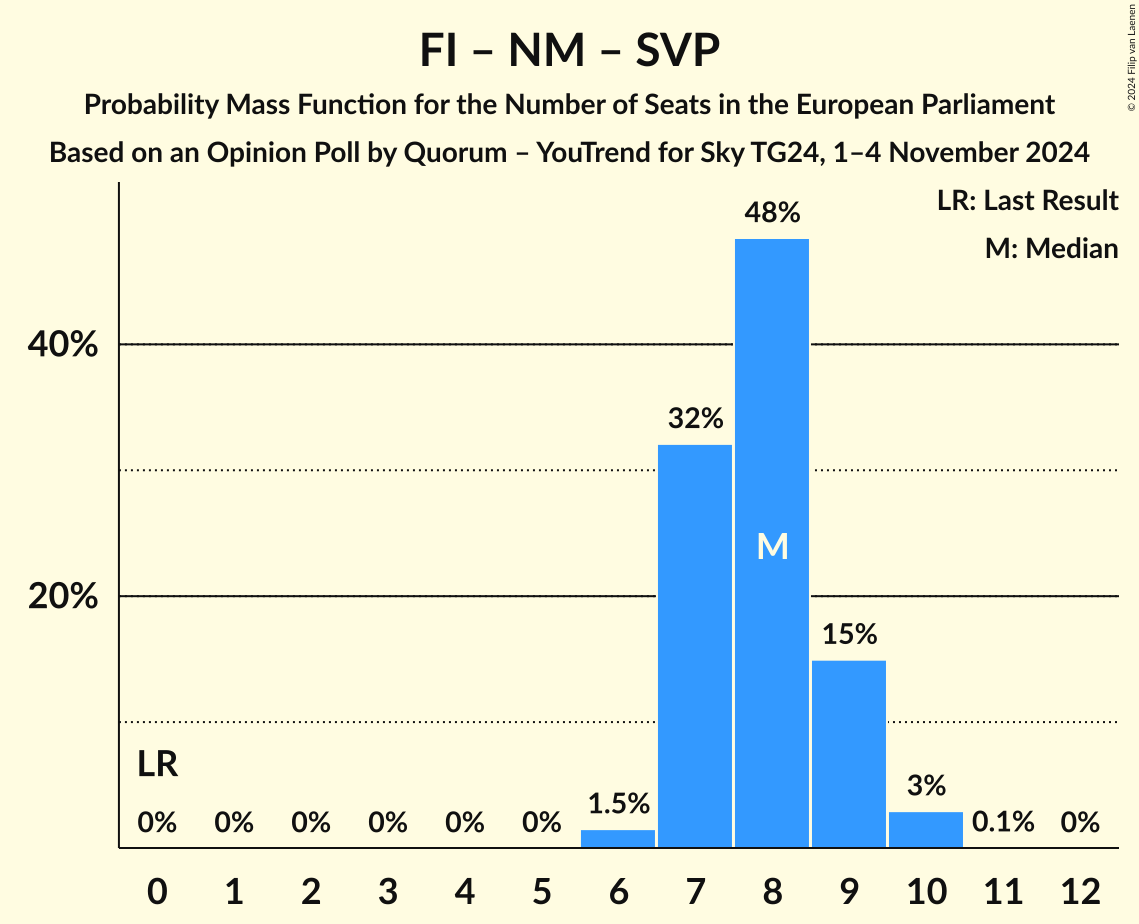 FI – NM – SVP
Probability Mass Function for the Number of Seats in the European Parliament
Based on an Opinion Poll by Quorum – YouTrend for Sky TG24, 1–4 November 2024
© 2024 Filip van Laenen
LR: Last Result
M: Median
48%
40%
32%
M
20%
15%
LR
3%
1.5%
0% 0% 0% 0% 0% 0% 0.1% 0%
0 1 2 3 4 5 6 7 8 9 10 11 12